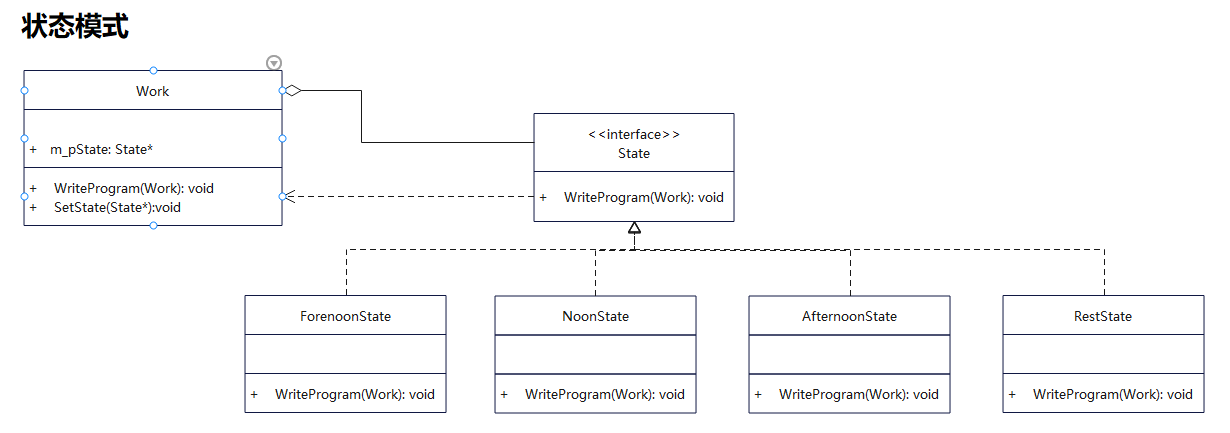 状态模式
Work
+ m_pState: State*
+ WriteProgram(Work): void
+ SetState(State*):void
<<interface>>
State
+ WriteProgram(Work): void
ForenoonState
+ WriteProgram(Work): void
NoonState
+ WriteProgram(Work): void
AfternoonState
+ WriteProgram(Work): void
RestState
+ WriteProgram(Work): void